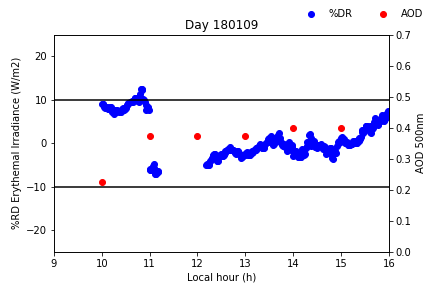 %DR AOD
Day 180109
%RD Erythermal Irradiance (W/m2)
20
10
0
−10
−20
0.7
0.6
0.5
0.4
0.3
0.2
0.1
0.0
AOD 500nm
9 10 11 12 13 14 15 16
Local hour (h)